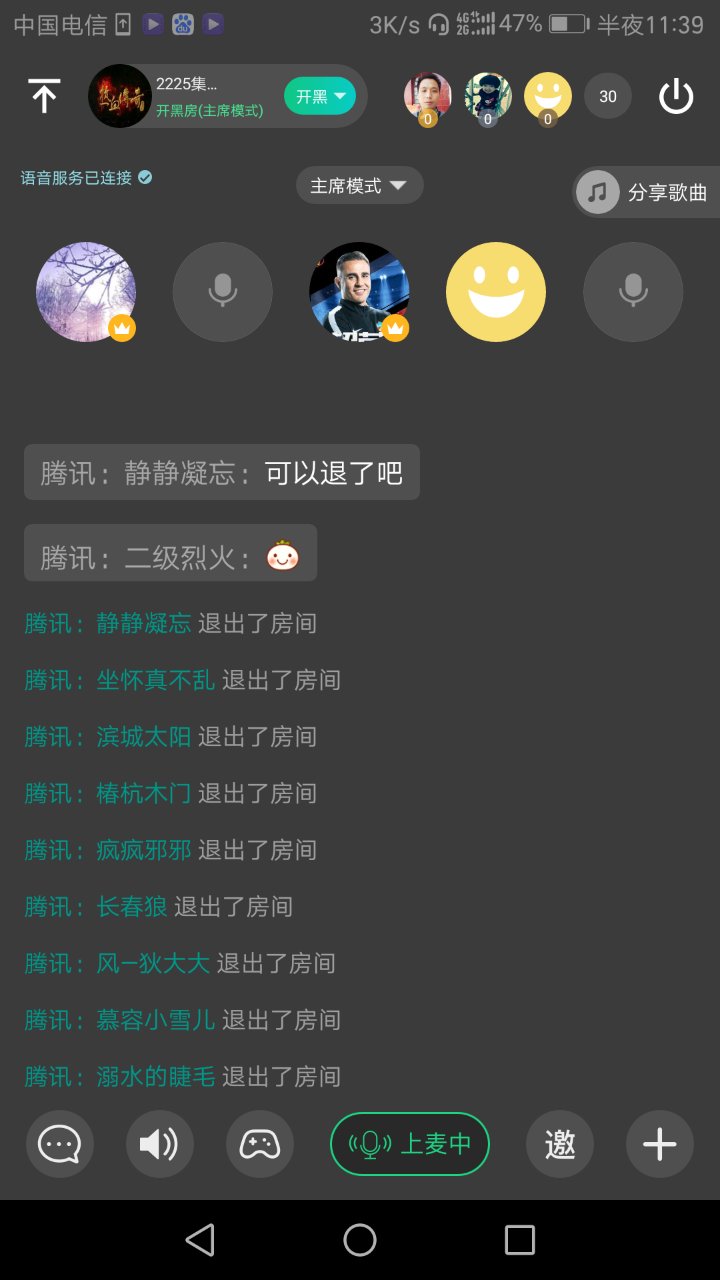 中国电信 3K/s 4G 2G 47% 半夜11:39
热血传奇 2225集... 开黑房(主席模式) 开黑 0 0 0 30
语音服务已连接 主席模式 分享歌曲
腾讯：静静凝忘：可以退了吧
腾讯：二级烈火：
腾讯：静静凝忘 退出了房间
腾讯：坐怀真不乱 退出了房间
腾讯：滨城太阳 退出了房间
腾讯：椿杭木门 退出了房间
腾讯：疯疯邪邪 退出了房间
腾讯：长春狼 退出了房间
腾讯：风—狄大大 退出了房间
腾讯：慕容小雪儿 退出了房间
腾讯：溺水的睫毛 退出了房间
上麦中 邀